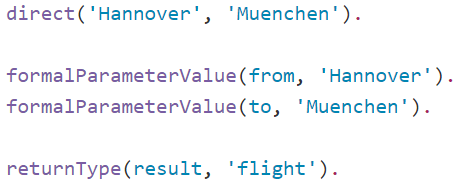 direct('Hannover', 'Muenchen').
formalParameterValue(from, 'Hannover').
formalParameterValue(to, 'Muenchen').
returnType(result, 'flight').